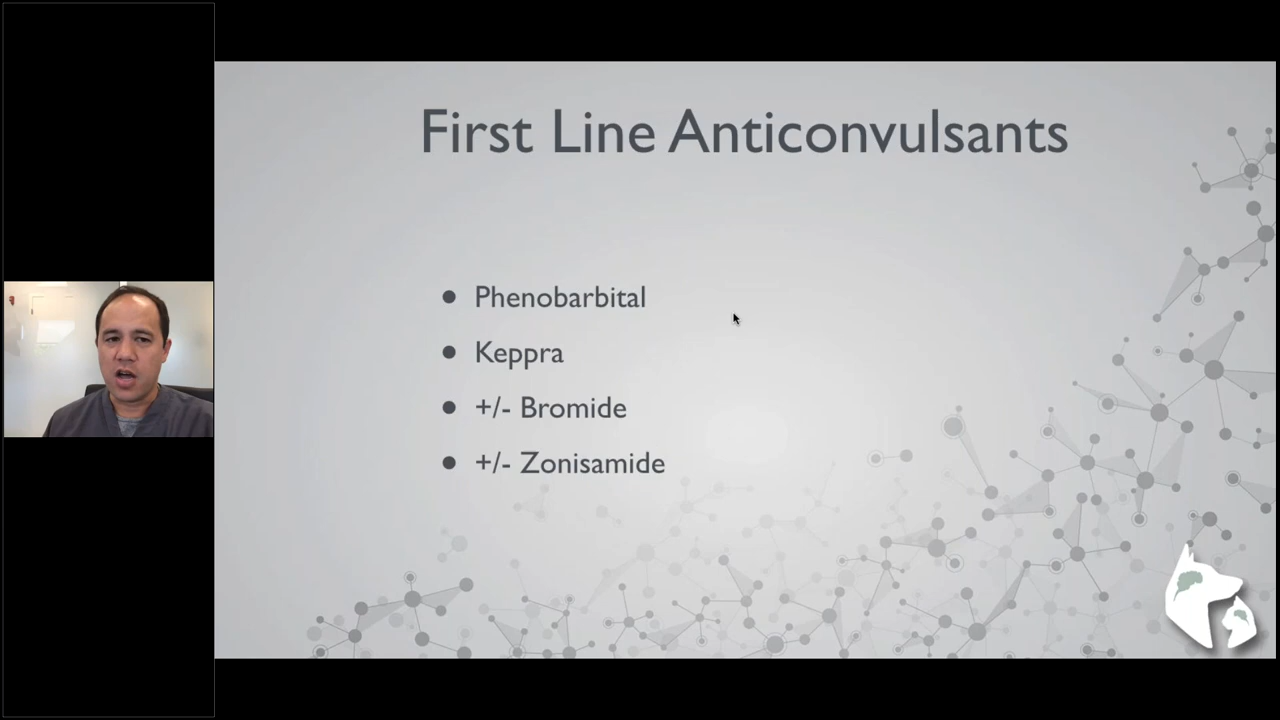 First Line Anticonvulsants
● Phenobarbital
● Keppra
● +/- Bromide
● +/- Zonisamide